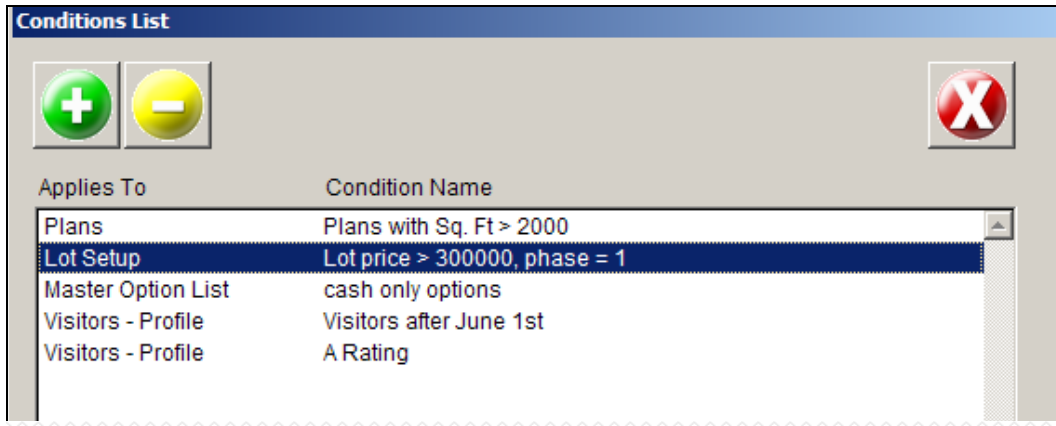 Conditions List
Applies To Condition Name
Plans Plans with Sq. Ft > 2000
Lot Setup Lot price > 300000, phase = 1
Master Option List cash only options
Visitors - Profile Visitors after June 1st
Visitors - Profile A Rating